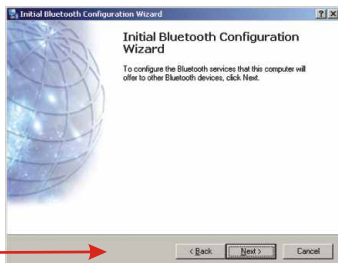 Initial Bluetooth Configuration Wizard
Initial Bluetooth Configuration
Wizard
To configure the Bluetooth services that this computer will
offer to other Bluetooth devices, click Next.
< Back Next > Cancel